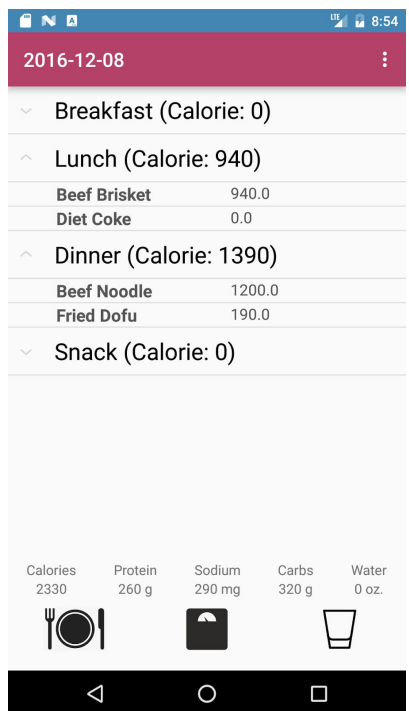 LTE 8:54
2016-12-08
Breakfast (Calorie: 0)
Lunch (Calorie: 940)
Beef Brisket 940.0
Diet Coke 0.0
Dinner (Calorie: 1390)
Beef Noodle 1200.0
Fried Dofu 190.0
Snack (Calorie: 0)
Calories Protein Sodium Carbs Water
2330 260 g 290 mg 320 g 0 oz.